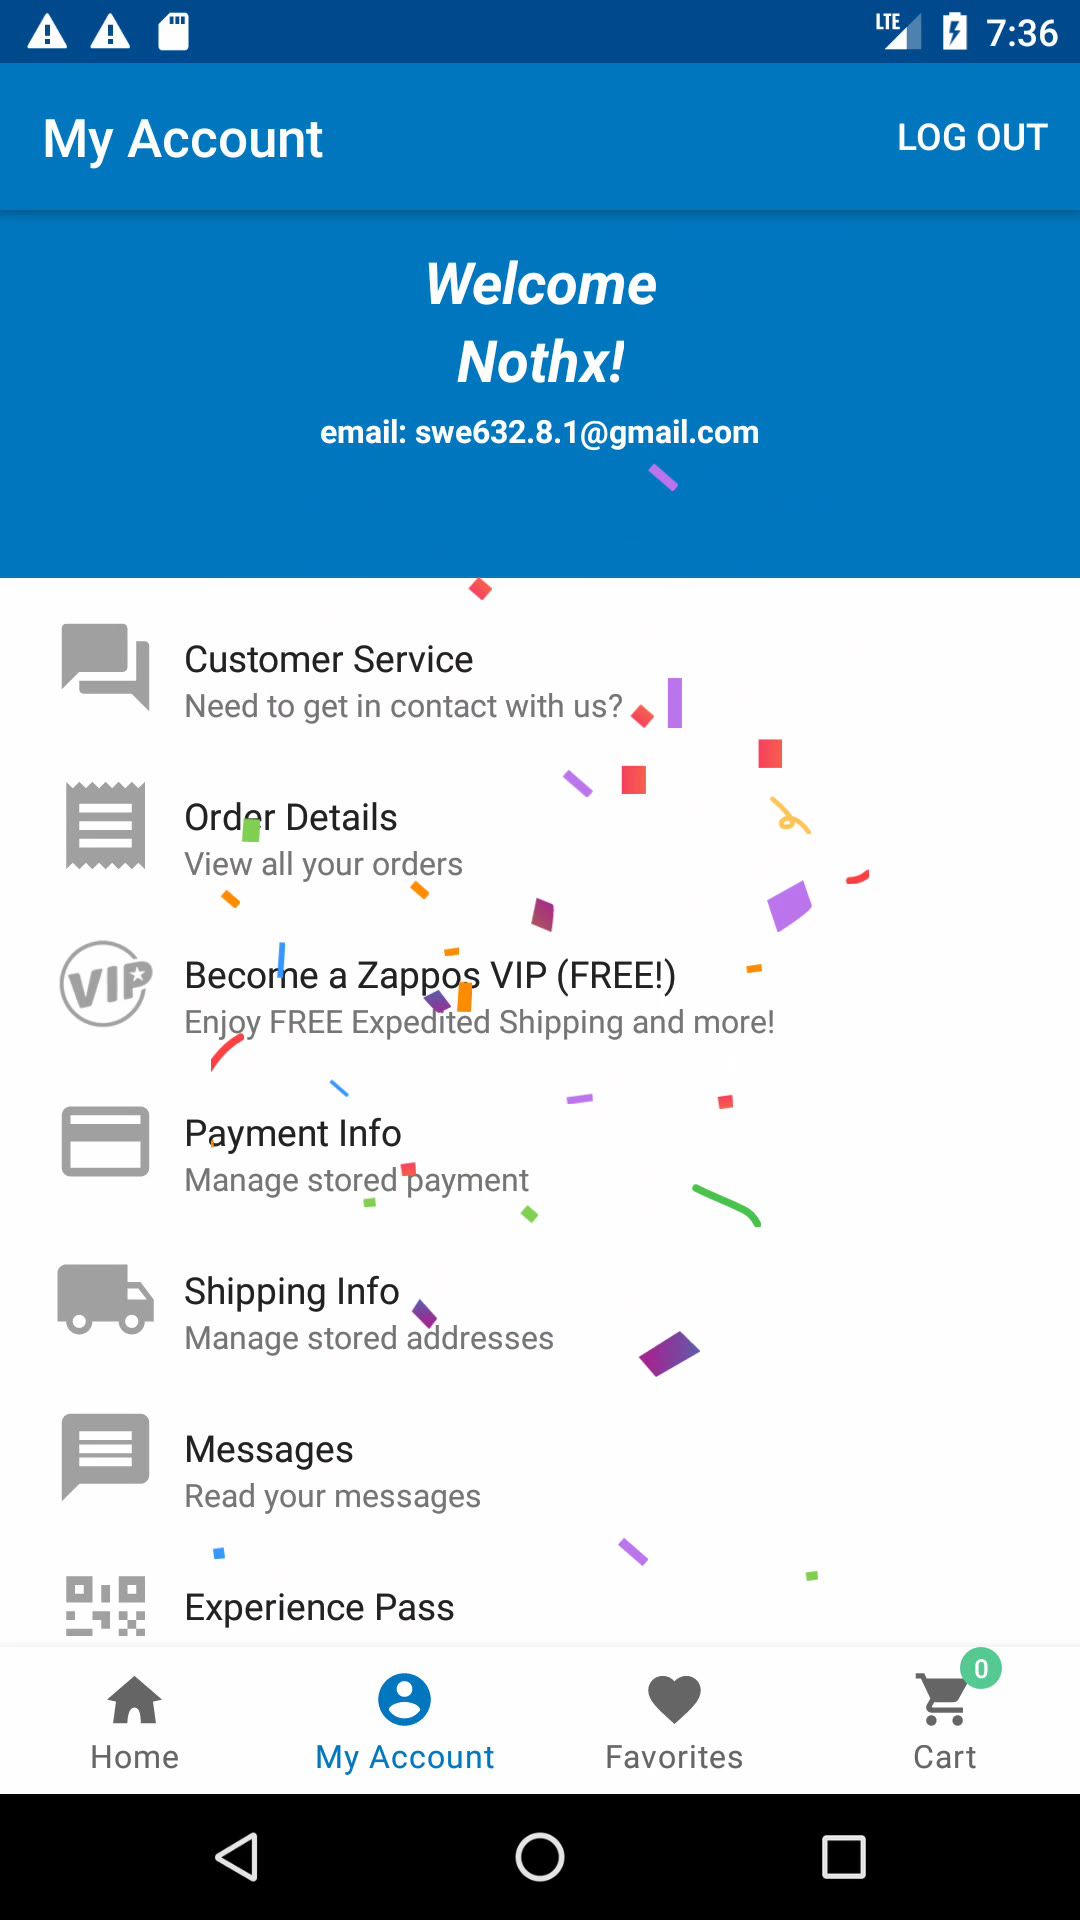 LTE 7:36
My Account LOG OUT
Welcome
Nothx!
email: swe632.8.1@gmail.com
Customer Service
Need to get in contact with us?
Order Details
View all your orders
VIP
Become a Zappos VIP (FREE!)
Enjoy FREE Expedited Shipping and more!
Payment Info
Manage stored payment
Shipping Info
Manage stored addresses
Messages
Read your messages
Experience Pass
0
Home My Account Favorites Cart